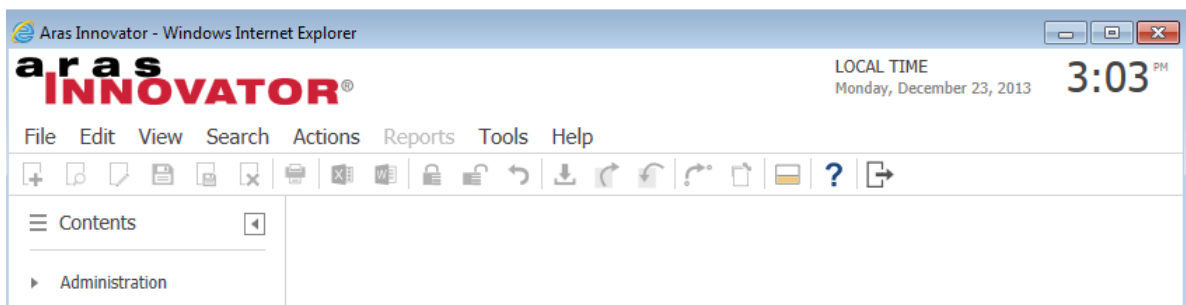 Aras Innovator - Windows Internet Explorer
aras
INNOVATOR®
LOCAL TIME
Monday, December 23, 2013
3:03 PM
File Edit View Search Actions Reports Tools Help
?
Contents
Administration